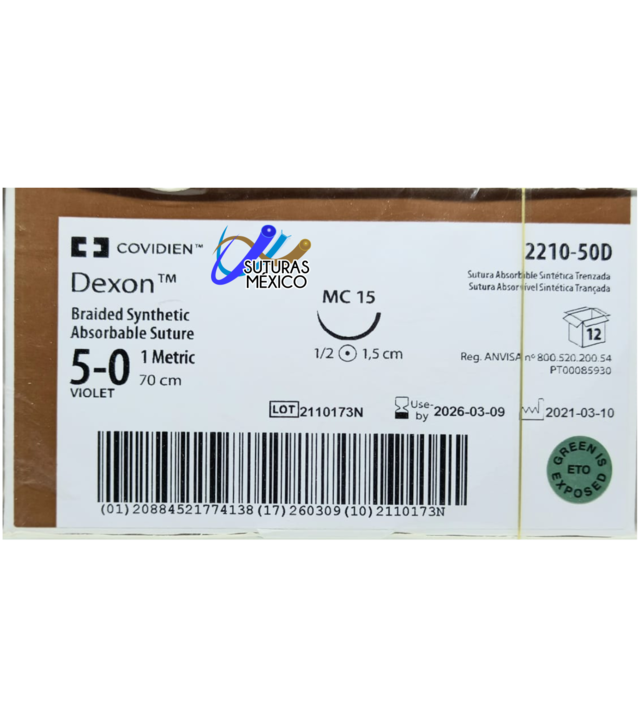 COVIDIEN™
SUTURAS
MÉXICO
2210-50D
Dexon™
Sutura Absorbible Sintética Trenzada
Sutura Absorvível Sintética Trançada
Braided Synthetic
Absorbable Suture
MC 15
12
5-0 1 Metric
70 cm
VIOLET
1/2 1,5 cm
Reg. ANVISA nº 800.520.200.54
PT00085930
LOT 2110173N
Use-
by 2026-03-09
2021-03-10
GREEN IS
ETO
EXPOSED
(01)20884521774138(17)260309(10)2110173N